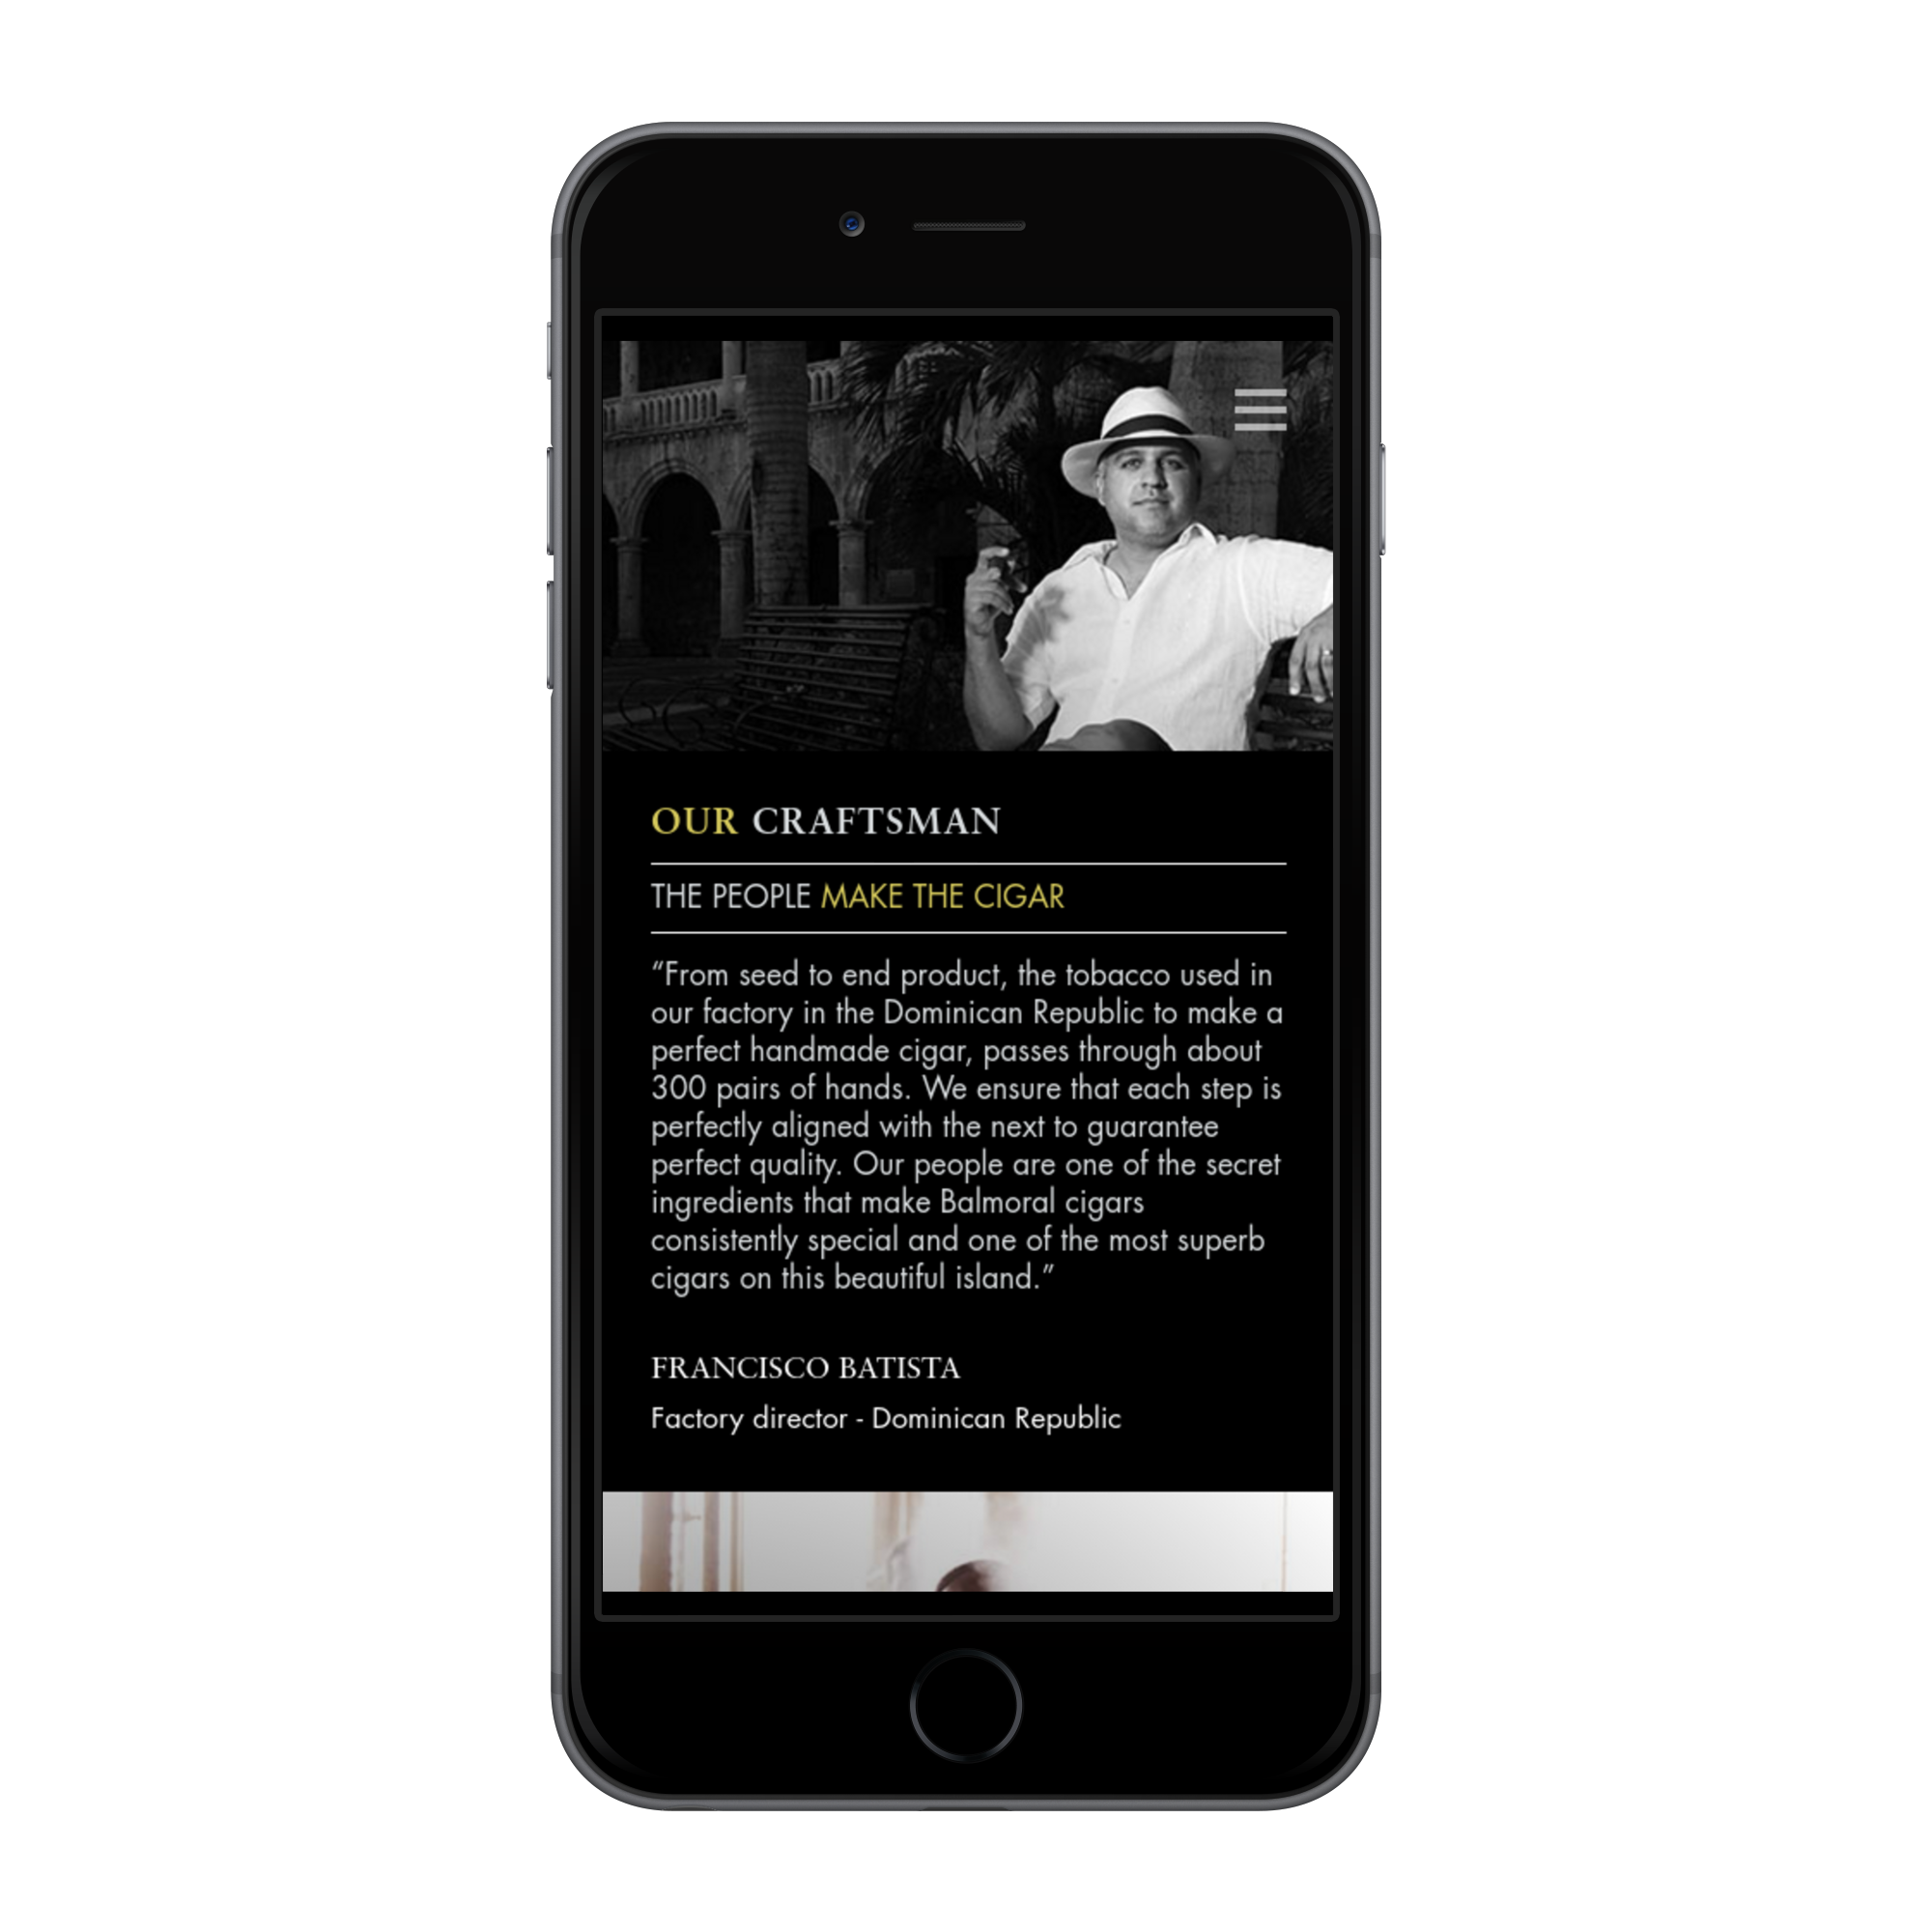 OUR CRAFTSMAN
THE PEOPLE MAKE THE CIGAR
“From seed to end product, the tobacco used in
our factory in the Dominican Republic to make a
perfect handmade cigar, passes through about
300 pairs of hands. We ensure that each step is
perfectly aligned with the next to guarantee
perfect quality. Our people are one of the secret
ingredients that make Balmoral cigars
consistently special and one of the most superb
cigars on this beautiful island.”
FRANCISCO BATISTA
Factory director - Dominican Republic